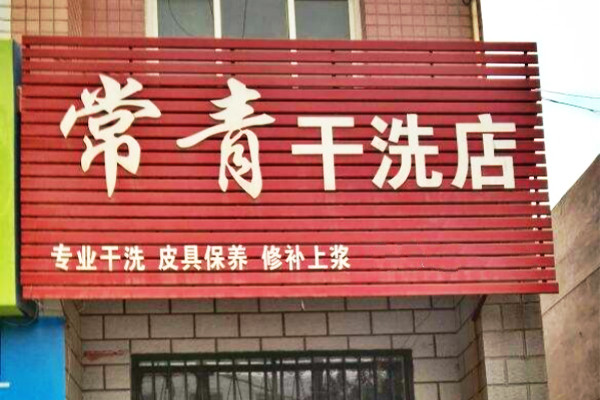 常青干洗店
专业干洗 皮具保养 修补上浆